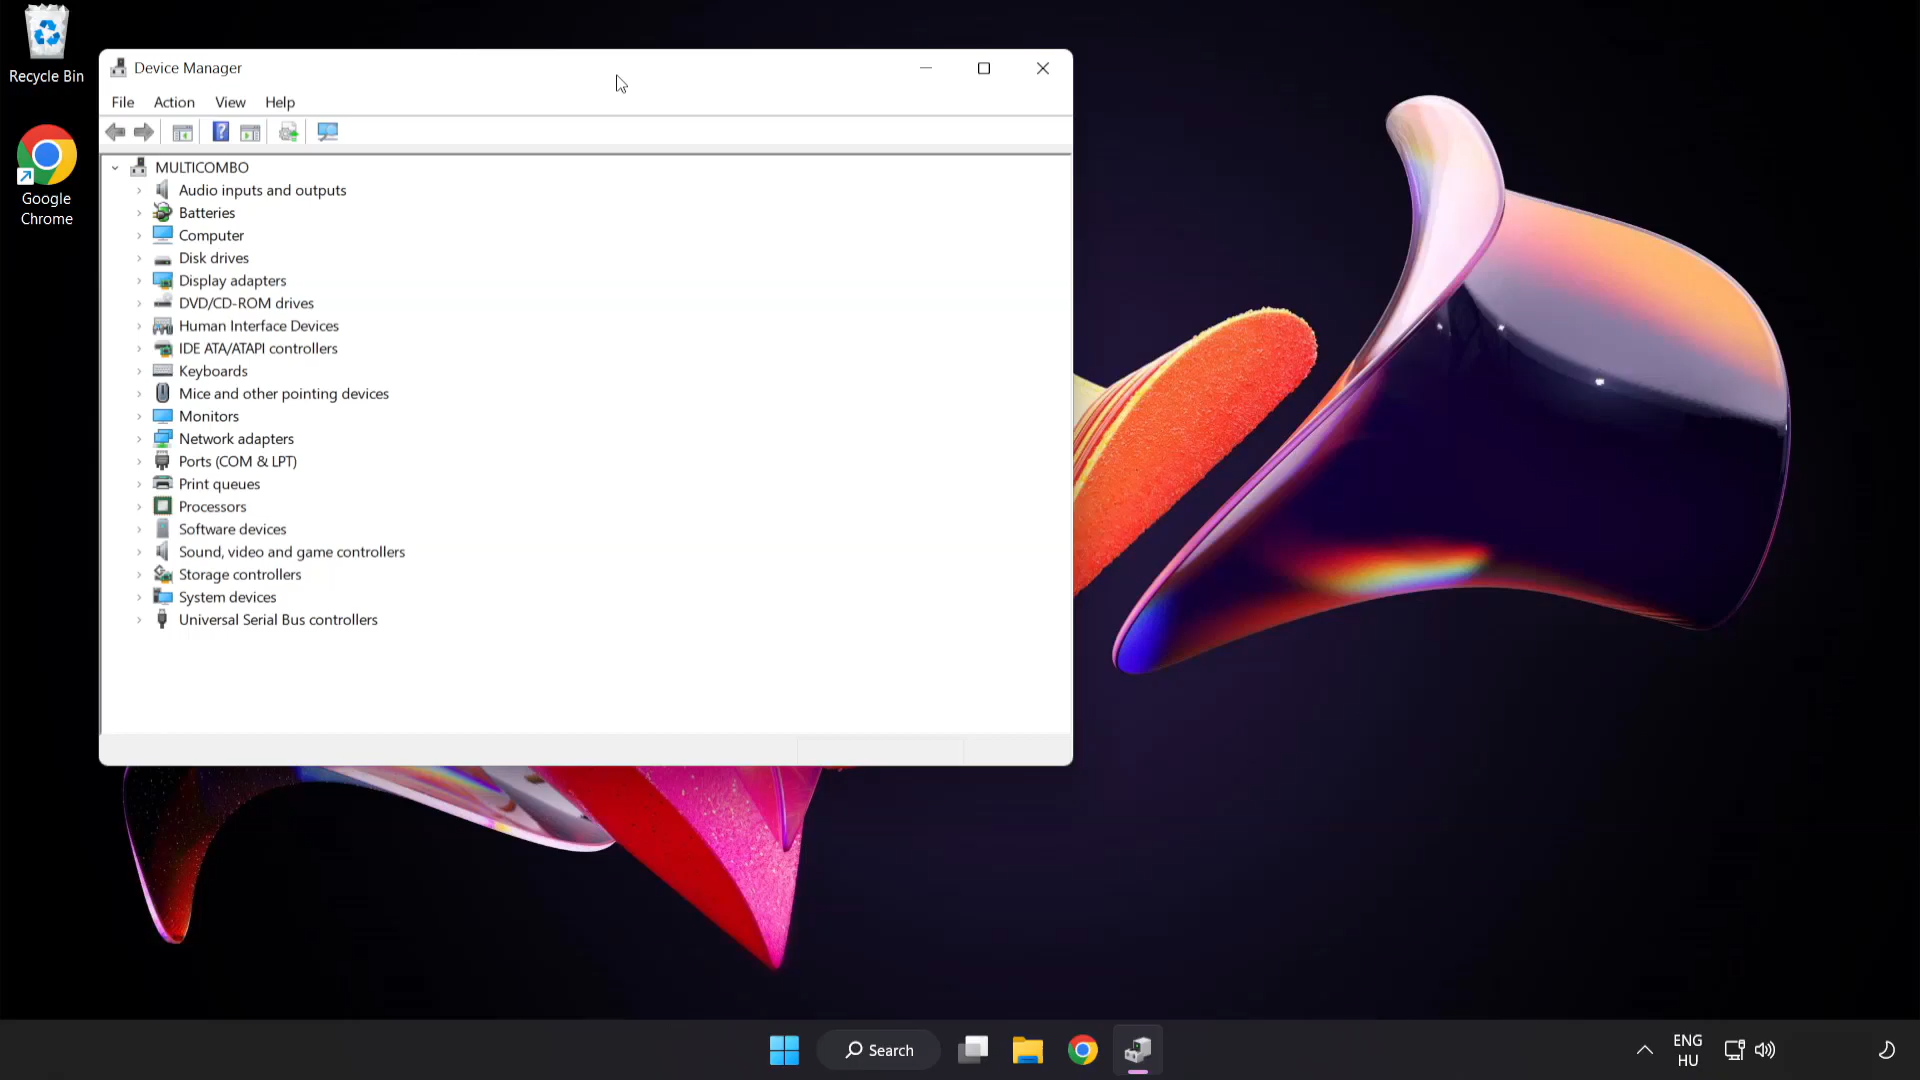 Recycle Bin
Google
Chrome
Device Manager
File Action View Help
MULTICOMBO
Audio inputs and outputs
Batteries
Computer
Disk drives
Display adapters
DVD/CD-ROM drives
Human Interface Devices
IDE ATA/ATAPI controllers
Keyboards
Mice and other pointing devices
Monitors
Network adapters
Ports (COM & LPT)
Print queues
Processors
Software devices
Sound, video and game controllers
Storage controllers
System devices
Universal Serial Bus controllers
Search
ENG
HU